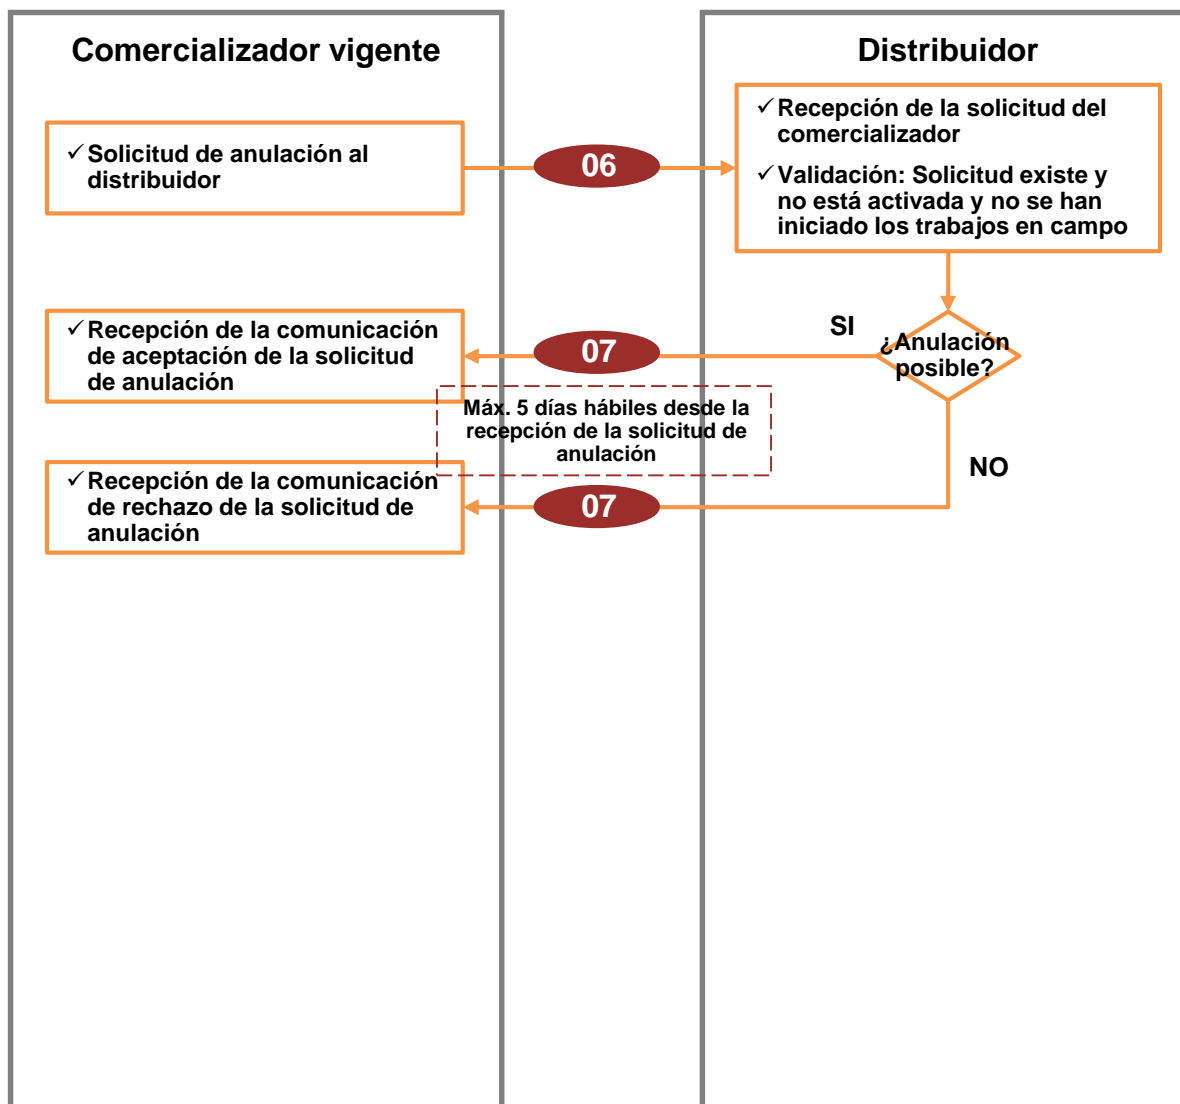 Comercializador vigente
Distribuidor
✓ Solicitud de anulación al
distribuidor
06
✓ Recepción de la solicitud del
comercializador
✓ Validación: Solicitud existe y
no está activada y no se han
iniciado los trabajos en campo
✓ Recepción de la comunicación
de aceptación de la solicitud
de anulación
07
SI
¿Anulación
posible?
Máx. 5 días hábiles desde la
recepción de la solicitud de
anulación
NO
✓ Recepción de la comunicación
de rechazo de la solicitud de
anulación
07